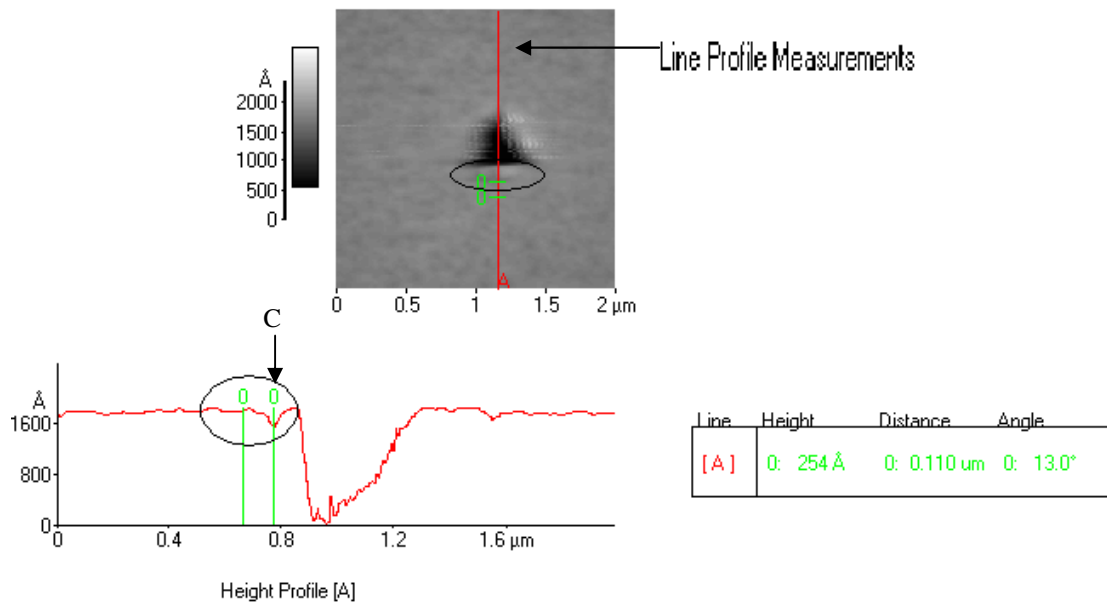 Line Profile Measurements
Å
2000
1500
1000
500
0
0
0
A
0 0.5 1 1.5 2 µm
C
Å
1600
800
0
0 0
0 0.4 0.8 1.2 1.6 µm
Height Profile [A]
Line Height Distance Angle
[A] 0: 254 Å 0: 0.110 um 0: 13.0°